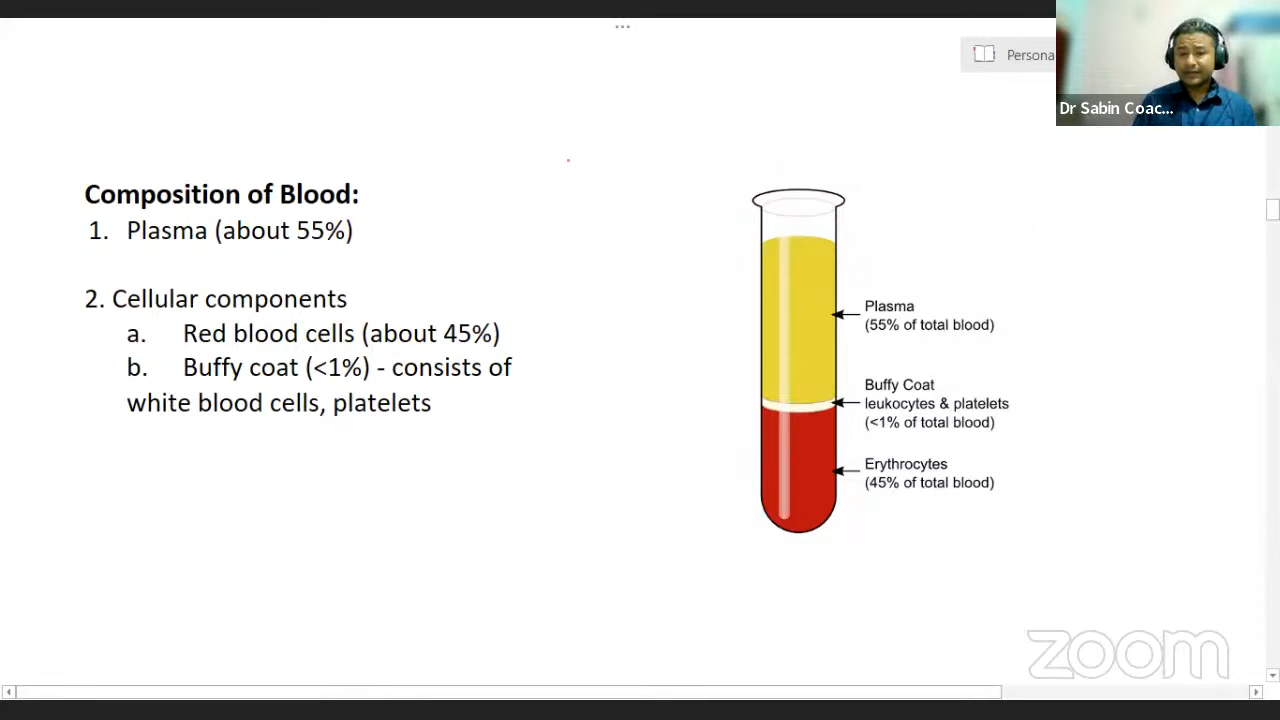 Persona
Dr Sabin Coac...
Composition of Blood:
1. Plasma (about 55%)
2. Cellular components
a. Red blood cells (about 45%)
b. Buffy coat (<1%) - consists of
white blood cells, platelets
Plasma
(55% of total blood)
Buffy Coat
leukocytes & platelets
(<1% of total blood)
Erythrocytes
(45% of total blood)
zoom